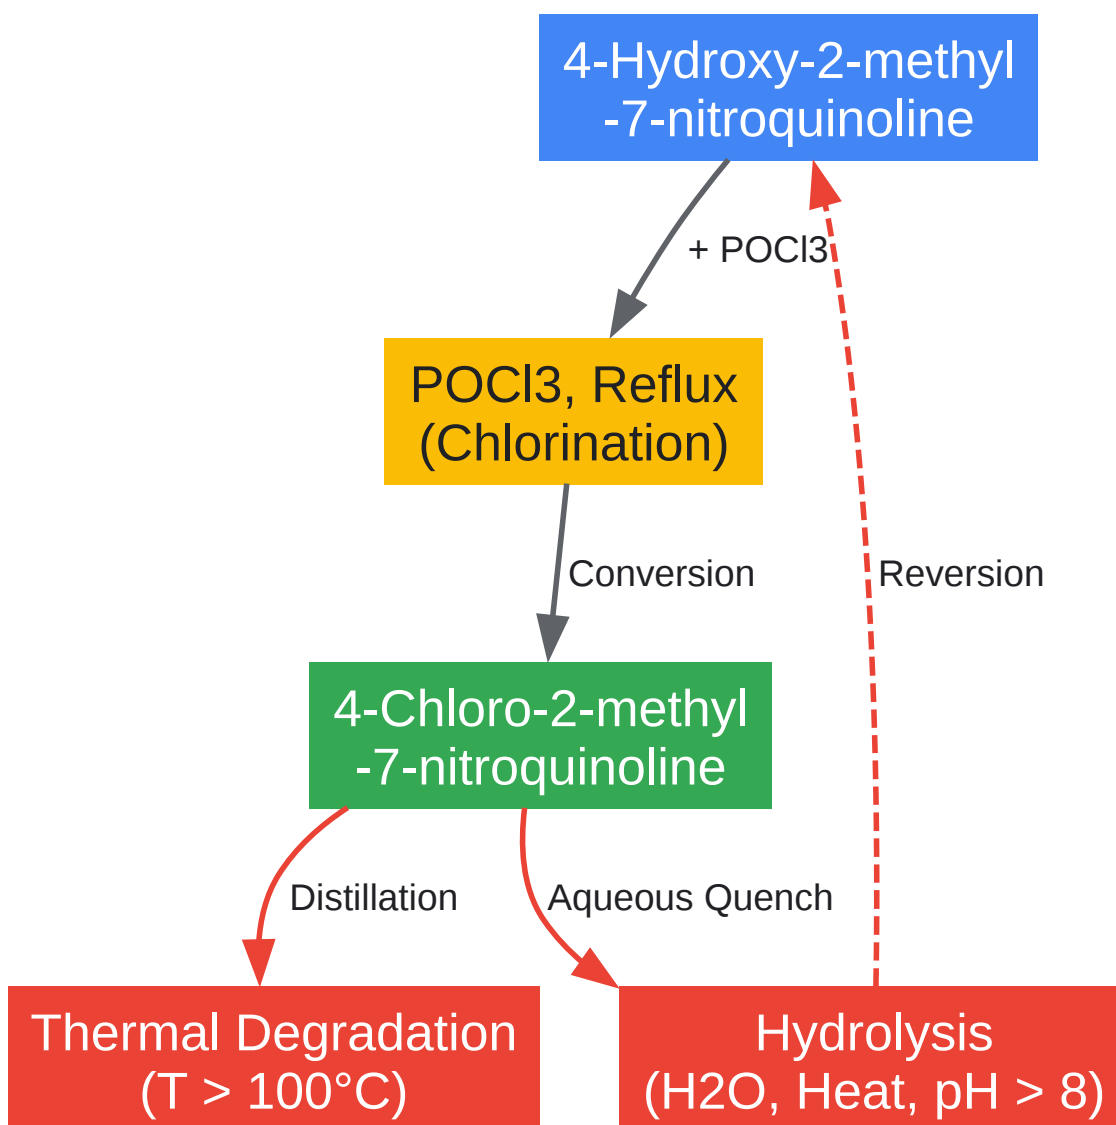 4-Hydroxy-2-methyl
-7-nitroquinoline
+ POCl3
POCl3, Reflux
(Chlorination)
Conversion
Reversion
4-Chloro-2-methyl
-7-nitroquinoline
Distillation
Aqueous Quench
Thermal Degradation
(T > 100°C)
Hydrolysis
(H2O, Heat, pH > 8)